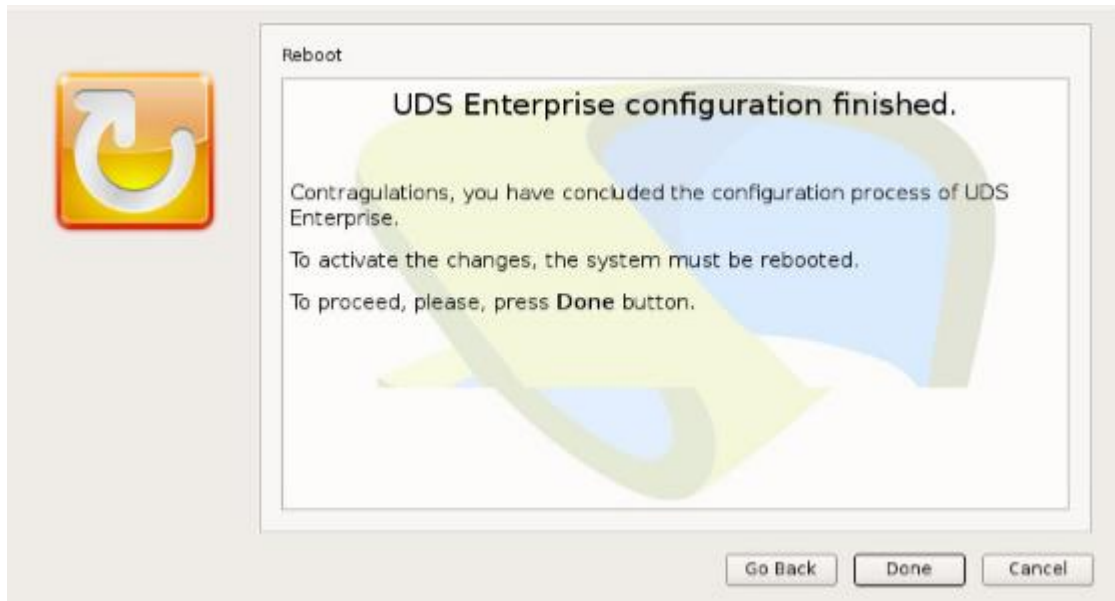 Reboot
UDS Enterprise configuration finished.
Contragulations, you have concluded the configuration process of UDS
Enterprise.
To activate the changes, the system must be rebooted.
To proceed, please, press Done button.
Go Back Done Cancel